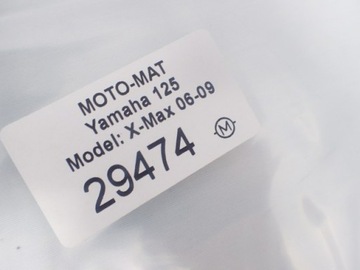 MOTO-MAT
Yamaha 125
Model: X-Max 06-09
29474
M